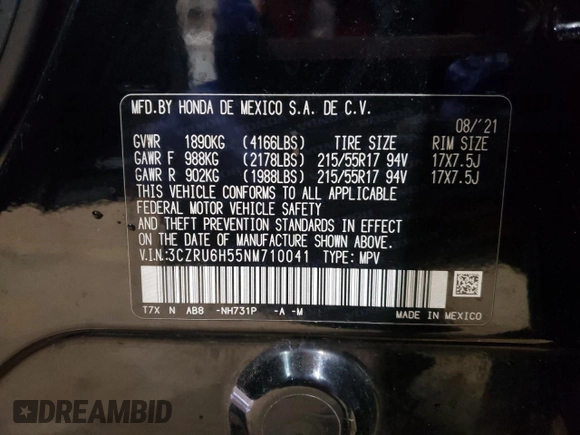 MFD.BY HONDA DE MEXICO S.A. DE C.V.
08/'21
GVWR 1890KG (4166LBS) TIRE SIZE RIM SIZE
GAWR F 988KG (2178LBS) 215/55R17 94V 17X7.5J
GAWR R 902KG (1988LBS) 215/55R17 94V 17X7.5J
THIS VEHICLE CONFORMS TO ALL APPLICABLE
FEDERAL MOTOR VEHICLE SAFETY
AND THEFT PREVENTION STANDARDS IN EFFECT
ON THE DATE OF MANUFACTURE SHOWN ABOVE.
V.I.N:3CZRU6H55NM710041 TYPE: MPV
T7X N AB8 -NH731P -A -M
MADE IN MEXICO
DREAMBID